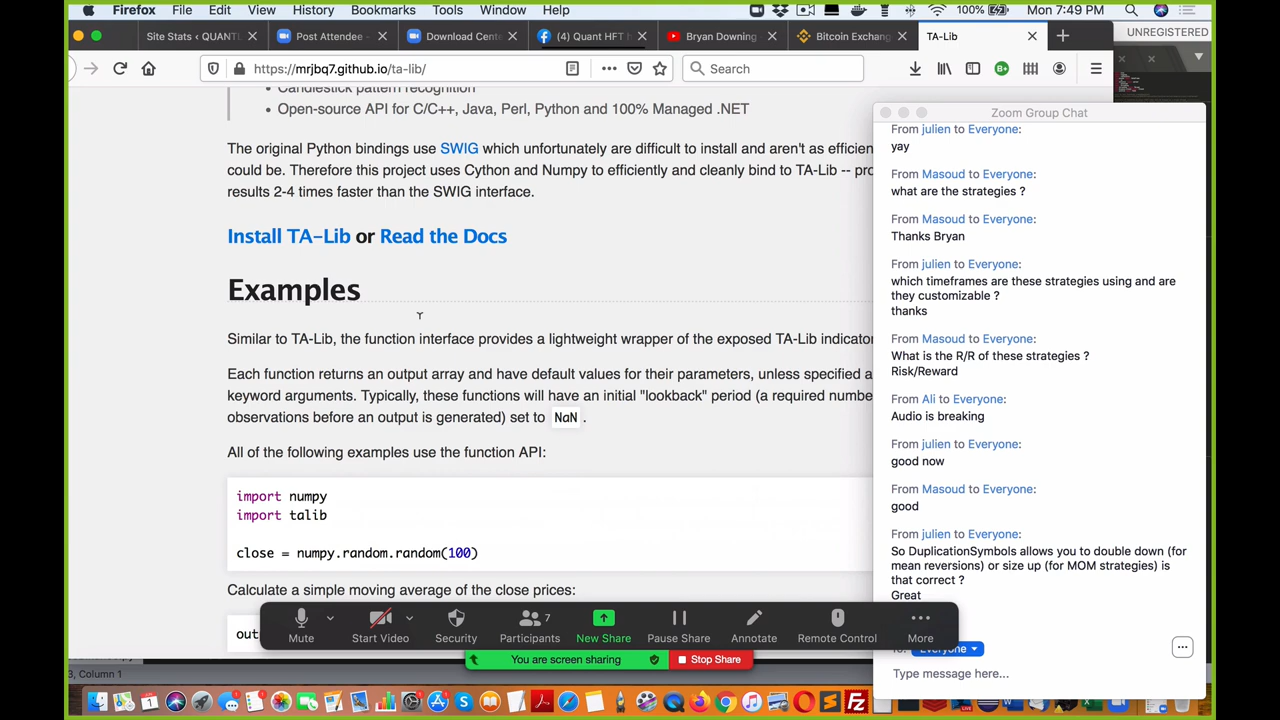 Firefox File Edit View History Bookmarks Tools Window Help 100% Mon 7:49 PM
Site Stats ‹ QUANTL Post Attendee - Download Cente (4) Quant HFT h Bryan Downing Bitcoin Exchang TA-Lib UNREGISTERED
https://mrjbq7.github.io/ta-lib/ Search
Candlestick pattern recognition
• Open-source API for C/C++, Java, Perl, Python and 100% Managed .NET
The original Python bindings use SWIG which unfortunately are difficult to install and aren't as efficien
could be. Therefore this project uses Cython and Numpy to efficiently and cleanly bind to TA-Lib -- pro
results 2-4 times faster than the SWIG interface.
Install TA-Lib or Read the Docs
Examples
Similar to TA-Lib, the function interface provides a lightweight wrapper of the exposed TA-Lib indicator
Each function returns an output array and have default values for their parameters, unless specified a
keyword arguments. Typically, these functions will have an initial "lookback" period (a required numbe
observations before an output is generated) set to NaN .
All of the following examples use the function API:
import numpy
import talib
close = numpy.random.random(100)
Calculate a simple moving average of the close prices:
out
Zoom Group Chat
From julien to Everyone:
yay
From Masoud to Everyone:
what are the strategies ?
From Masoud to Everyone:
Thanks Bryan
From julien to Everyone:
which timeframes are these strategies using and are
they customizable ?
thanks
From Masoud to Everyone:
What is the R/R of these strategies ?
Risk/Reward
From Ali to Everyone:
Audio is breaking
From julien to Everyone:
good now
From Masoud to Everyone:
good
From julien to Everyone:
So DuplicationSymbols allows you to double down (for
mean reversions) or size up (for MOM strategies) is
that correct ?
Great
To: Everyone
Type message here...
7
Mute Start Video Security Participants New Share Pause Share Annotate Remote Control More
You are screen sharing Stop Share
3, Column 1